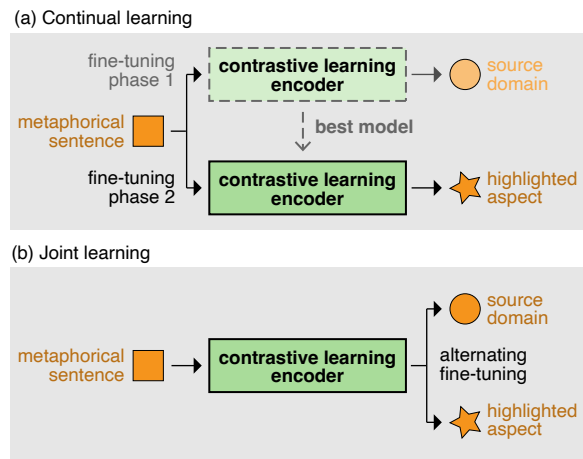 (a) Continual learning
fine-tuning
phase 1
contrastive learning
encoder
source
domain
best model
metaphorical
sentence
fine-tuning
phase 2
contrastive learning
encoder
highlighted
aspect
(b) Joint learning
metaphorical
sentence
contrastive learning
encoder
source
domain
alternating
fine-tuning
highlighted
aspect